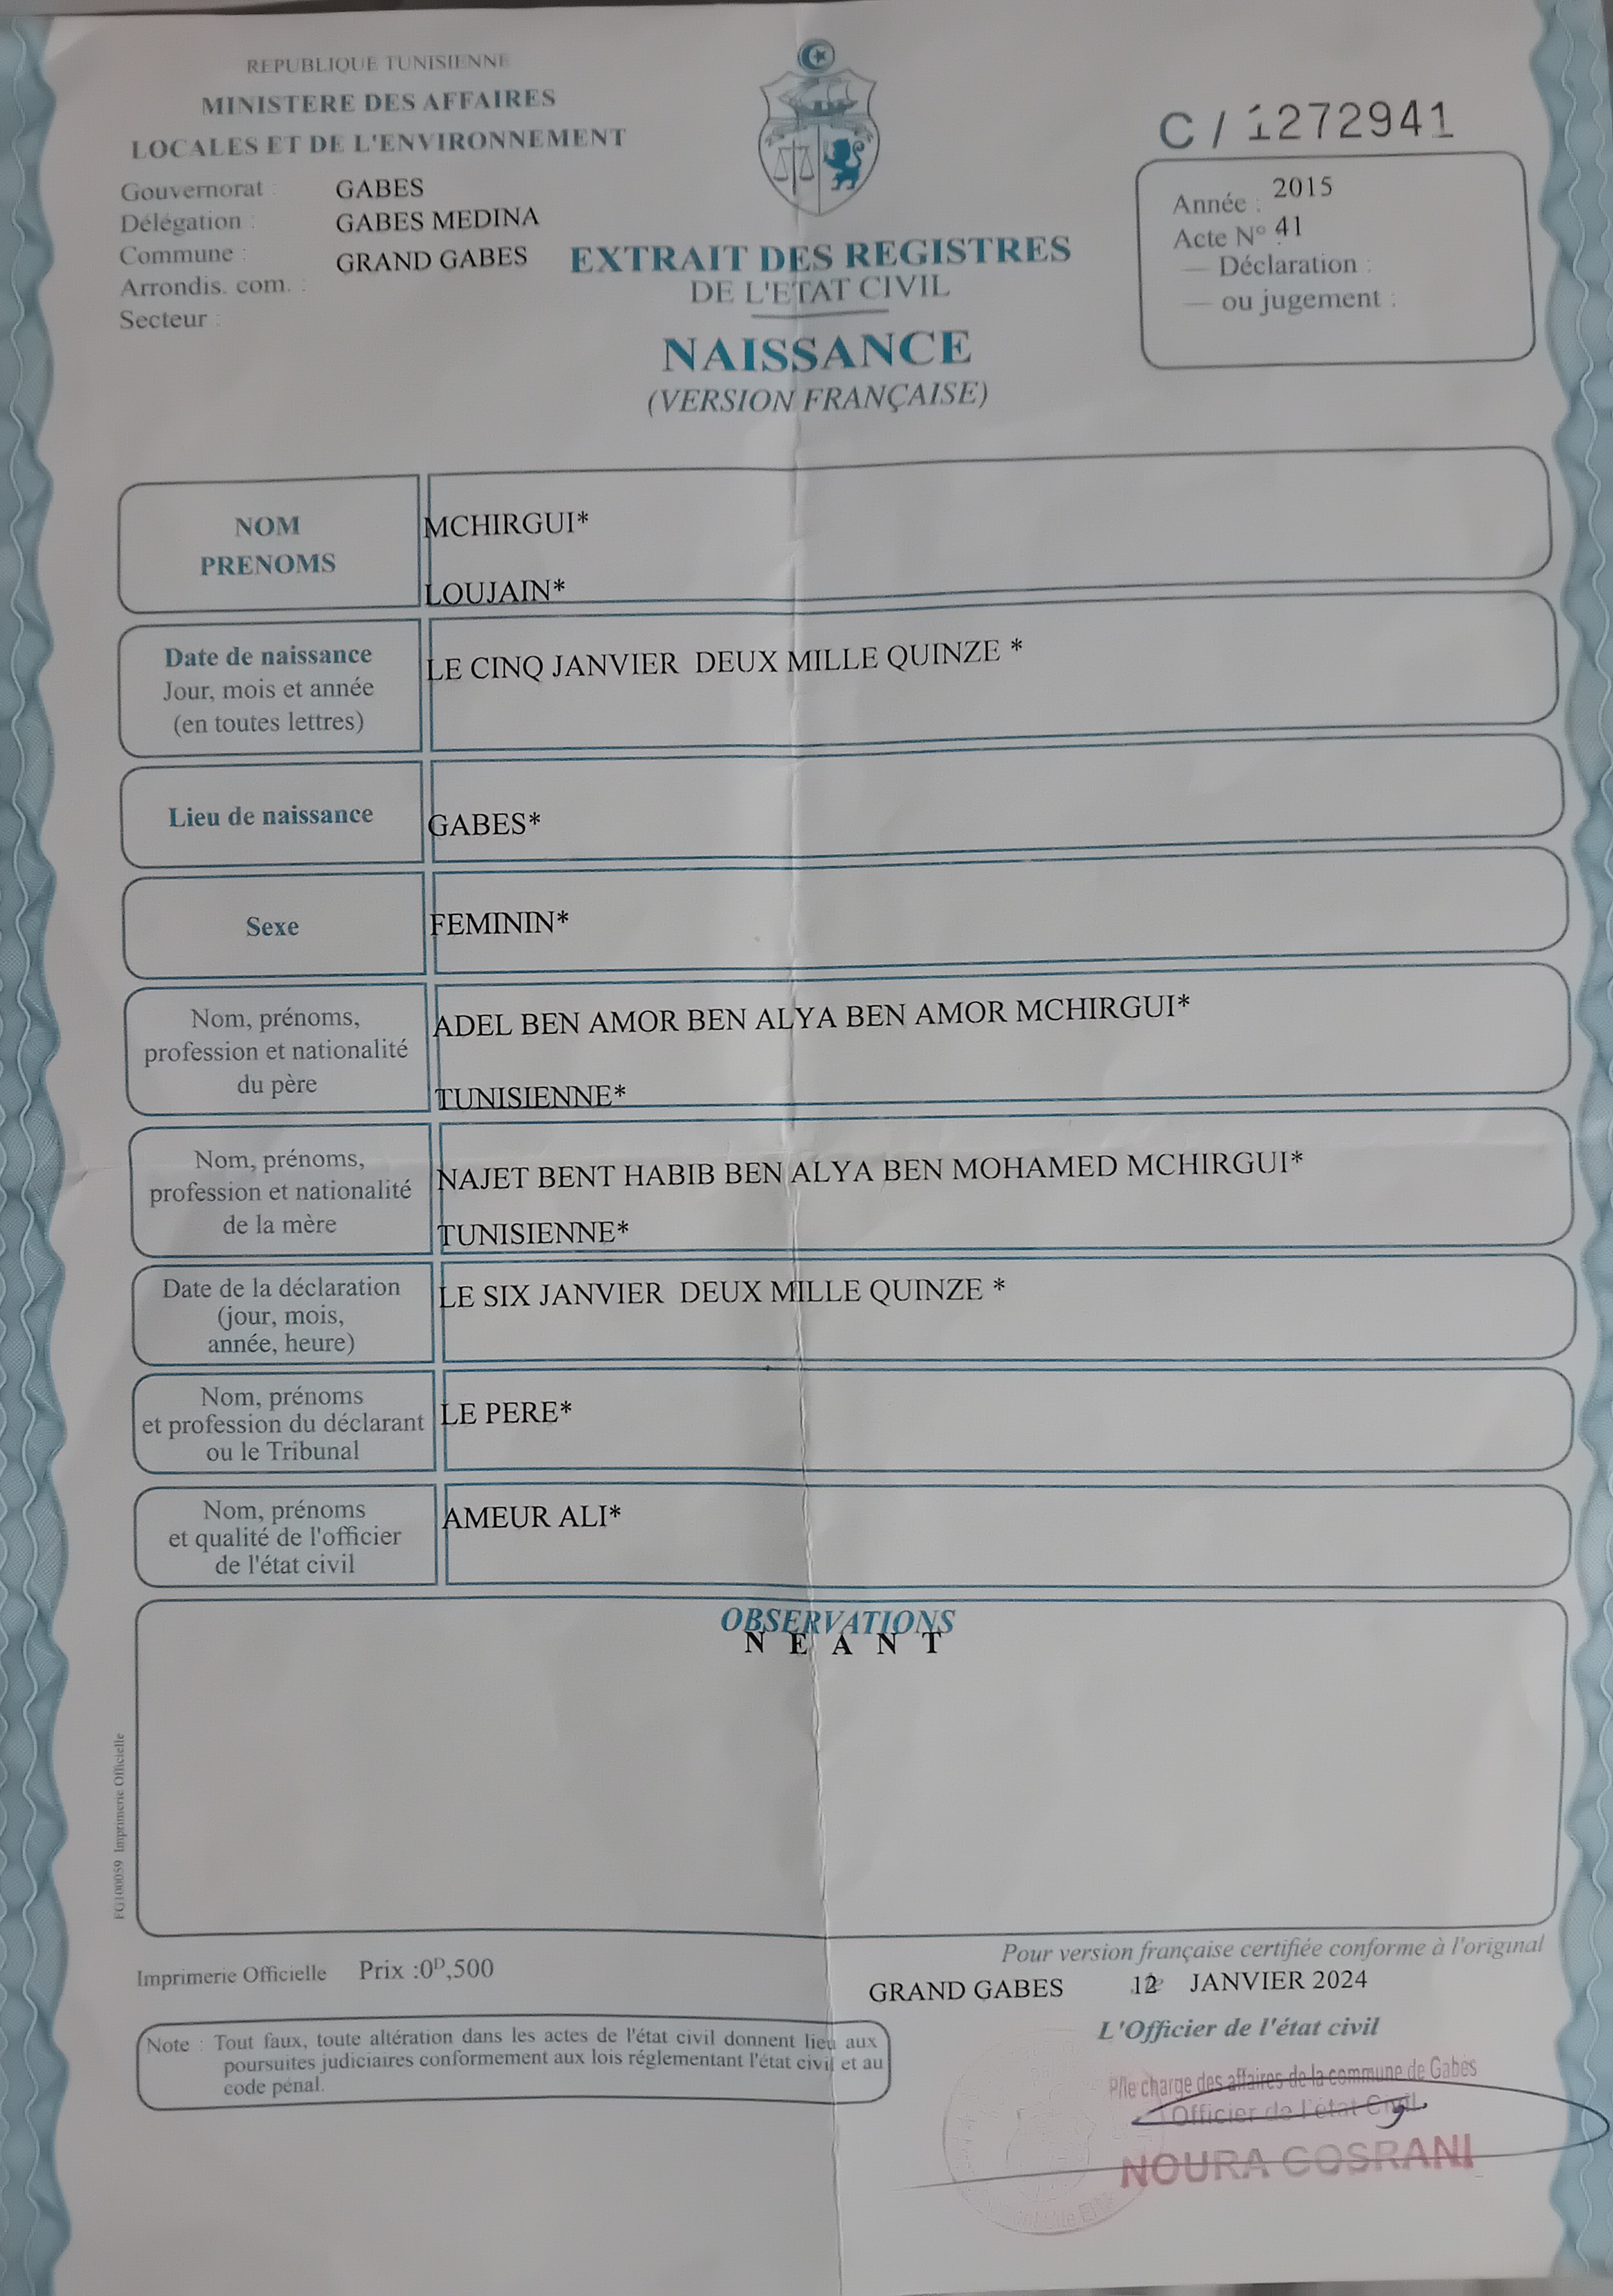 REPUBLIQUE TUNISIENNE
MINISTERE DES AFFAIRES
LOCALES ET DE L'ENVIRONNEMENT
Gouvernorat : GABES
Délégation : GABES MEDINA
Commune : GRAND GABES
Arrondis. com. :
Secteur :
C / 1272941
Année : 2015
Acte N° 41
— Déclaration :
— ou jugement :
EXTRAIT DES REGISTRES
DE L'ETAT CIVIL
NAISSANCE
(VERSION FRANÇAISE)
NOM MCHIRGUI*
PRENOMS LOUJAIN*
Date de naissance
Jour, mois et année
(en toutes lettres)
LE CINQ JANVIER DEUX MILLE QUINZE *
Lieu de naissance
GABES*
Sexe
FEMININ*
Nom, prénoms,
profession et nationalité
du père
ADEL BEN AMOR BEN ALYA BEN AMOR MCHIRGUI*
TUNISIENNE*
Nom, prénoms,
profession et nationalité
de la mère
NAJET BENT HABIB BEN ALYA BEN MOHAMED MCHIRGUI*
TUNISIENNE*
Date de la déclaration
(jour, mois,
année, heure)
LE SIX JANVIER DEUX MILLE QUINZE *
Nom, prénoms
et profession du déclarant
ou le Tribunal
LE PERE*
Nom, prénoms
et qualité de l'officier
de l'état civil
AMEUR ALI*
OBSERVATIONS
N E A N T
FG100059 Imprimerie Officielle
Imprimerie Officielle Prix :0D,500
Pour version française certifiée conforme à l'original
GRAND GABES 12 JANVIER 2024
L'Officier de l'état civil
Note : Tout faux, toute altération dans les actes de l'état civil donnent lieu aux
poursuites judiciaires conformement aux lois réglementant l'état civil et au
code pénal.
charge des affaires de la commune de Gabes
Officier de l'état Civil
NOURA GOSRANI